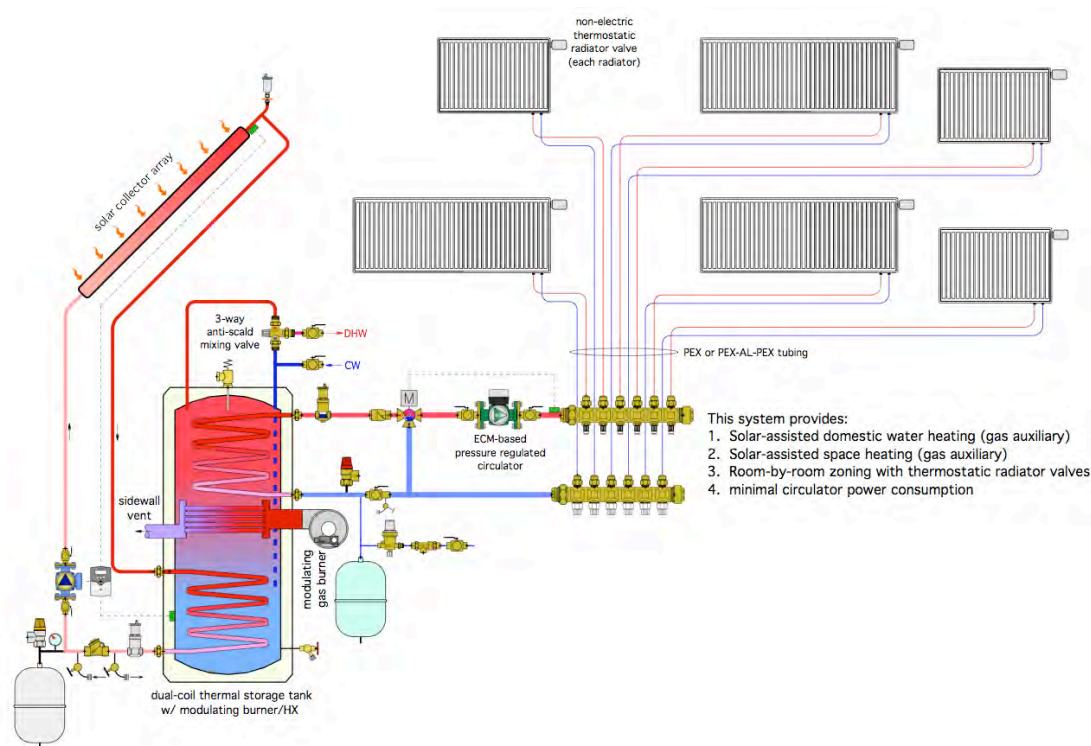 non-electric
thermostatic
radiator valve
(each radiator)
solar collector array
3-way
anti-scald
mixing valve
DHW
CW
PEX or PEX-AL-PEX tubing
M
ECM-based
pressure regulated
circulator
This system provides:
1. Solar-assisted domestic water heating (gas auxiliary)
2. Solar-assisted space heating (gas auxiliary)
3. Room-by-room zoning with thermostatic radiator valves
4. minimal circulator power consumption
sidewall
vent
modulating
gas burner
dual-coil thermal storage tank
w/ modulating burner/HX